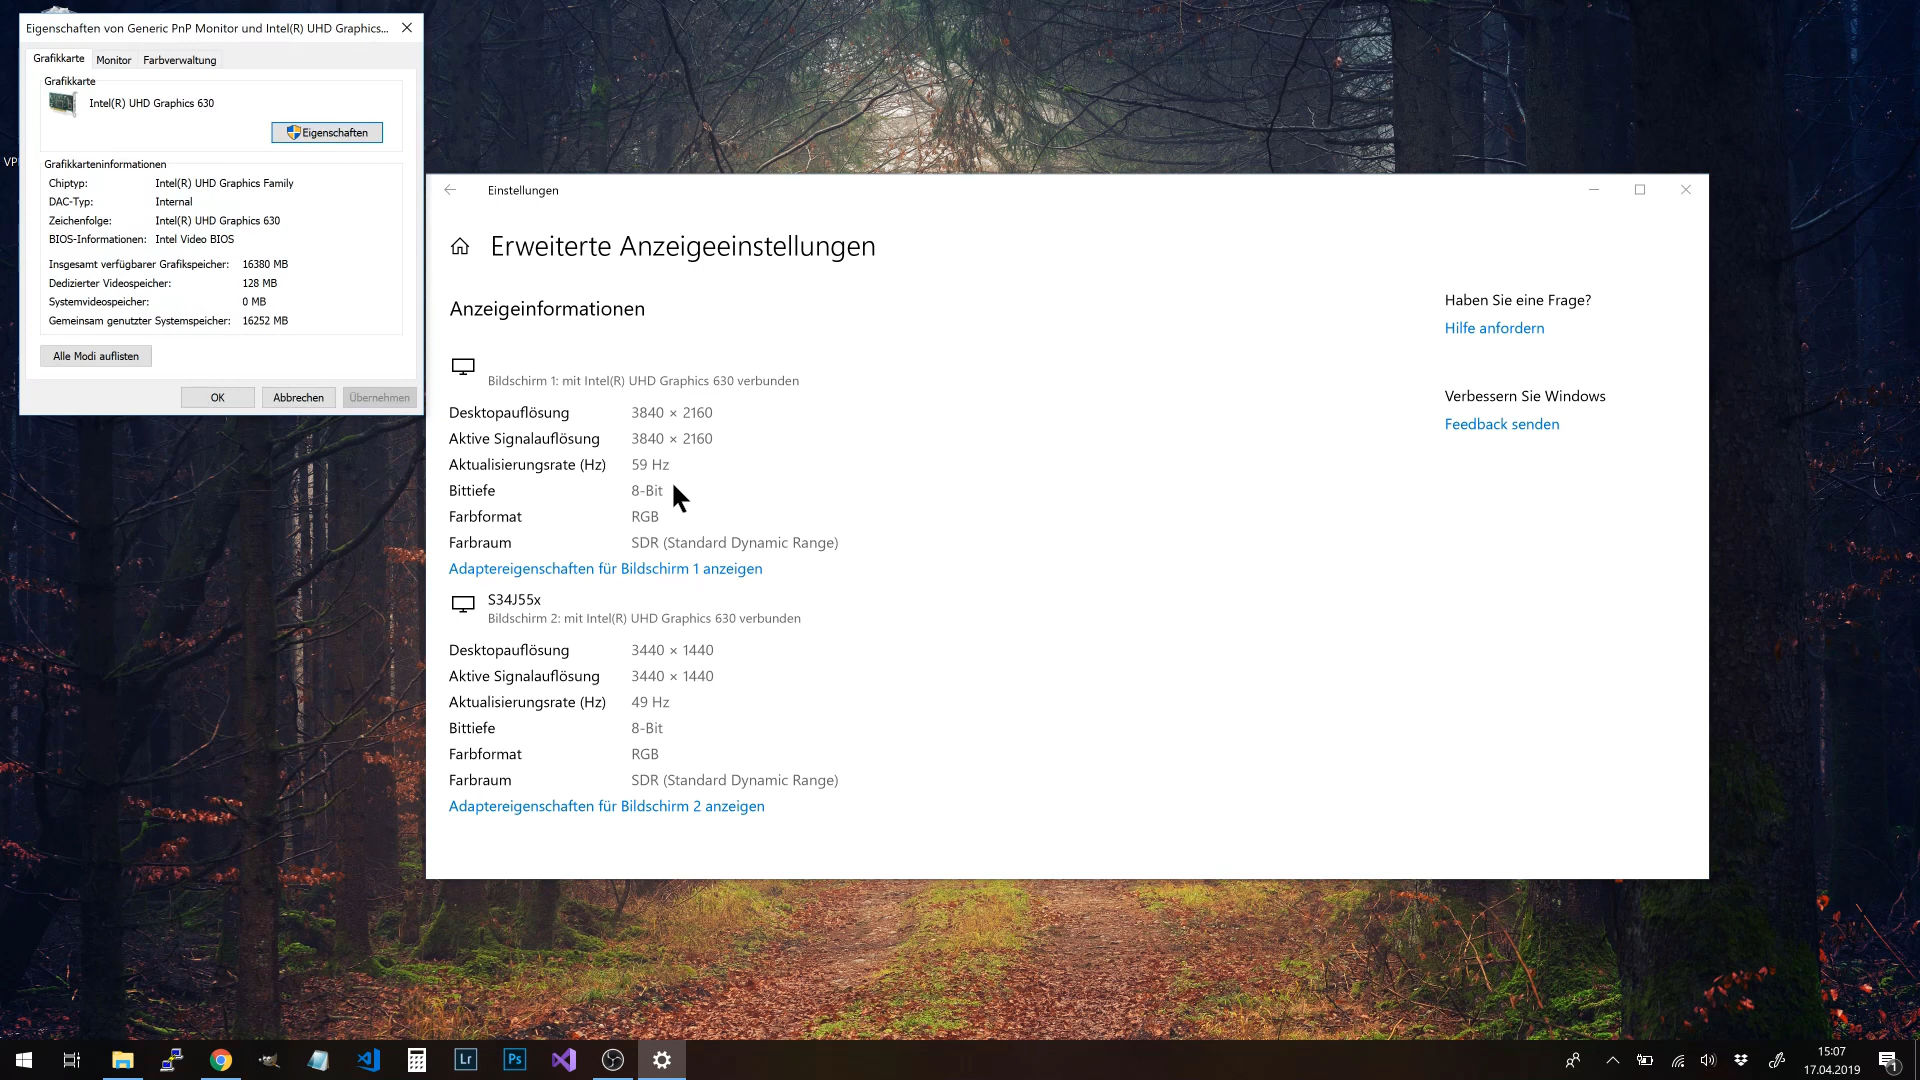 Eigenschaften von Generic PnP Monitor und Intel(R) UHD Graphics...
Grafikkarte Monitor Farbverwaltung
Grafikkarte
Intel(R) UHD Graphics 630
Eigenschaften
Grafikkarteninformationen
Chiptyp: Intel(R) UHD Graphics Family
DAC-Typ: Internal
Zeichenfolge: Intel(R) UHD Graphics 630
BIOS-Informationen: Intel Video BIOS
Insgesamt verfügbarer Grafikspeicher: 16380 MB
Dedizierter Videospeicher: 128 MB
Systemvideospeicher: 0 MB
Gemeinsam genutzter Systemspeicher: 16252 MB
Alle Modi auflisten
OK Abbrechen Übernehmen
VP
Einstellungen
Erweiterte Anzeigeeinstellungen
Anzeigeinformationen
Bildschirm 1: mit Intel(R) UHD Graphics 630 verbunden
Desktopauflösung 3840 × 2160
Aktive Signalauflösung 3840 × 2160
Aktualisierungsrate (Hz) 59 Hz
Bittiefe 8-Bit
Farbformat RGB
Farbraum SDR (Standard Dynamic Range)
Adaptereigenschaften für Bildschirm 1 anzeigen
S34J55x
Bildschirm 2: mit Intel(R) UHD Graphics 630 verbunden
Desktopauflösung 3440 × 1440
Aktive Signalauflösung 3440 × 1440
Aktualisierungsrate (Hz) 49 Hz
Bittiefe 8-Bit
Farbformat RGB
Farbraum SDR (Standard Dynamic Range)
Adaptereigenschaften für Bildschirm 2 anzeigen
Haben Sie eine Frage?
Hilfe anfordern
Verbessern Sie Windows
Feedback senden
Lr Ps
15:07
17.04.2019
1